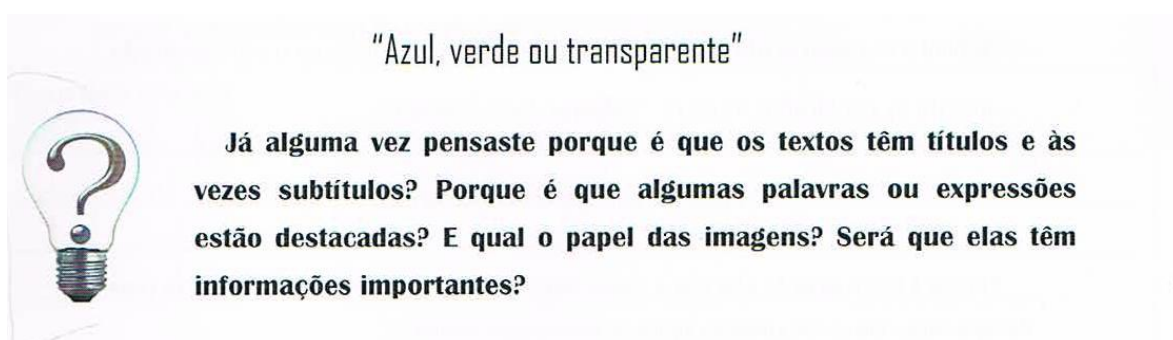 “Azul, verde ou transparente”
Já alguma vez pensaste porque é que os textos têm títulos e às
vezes subtítulos? Porque é que algumas palavras ou expressões
estão destacadas? E qual o papel das imagens? Será que elas têm
informações importantes?